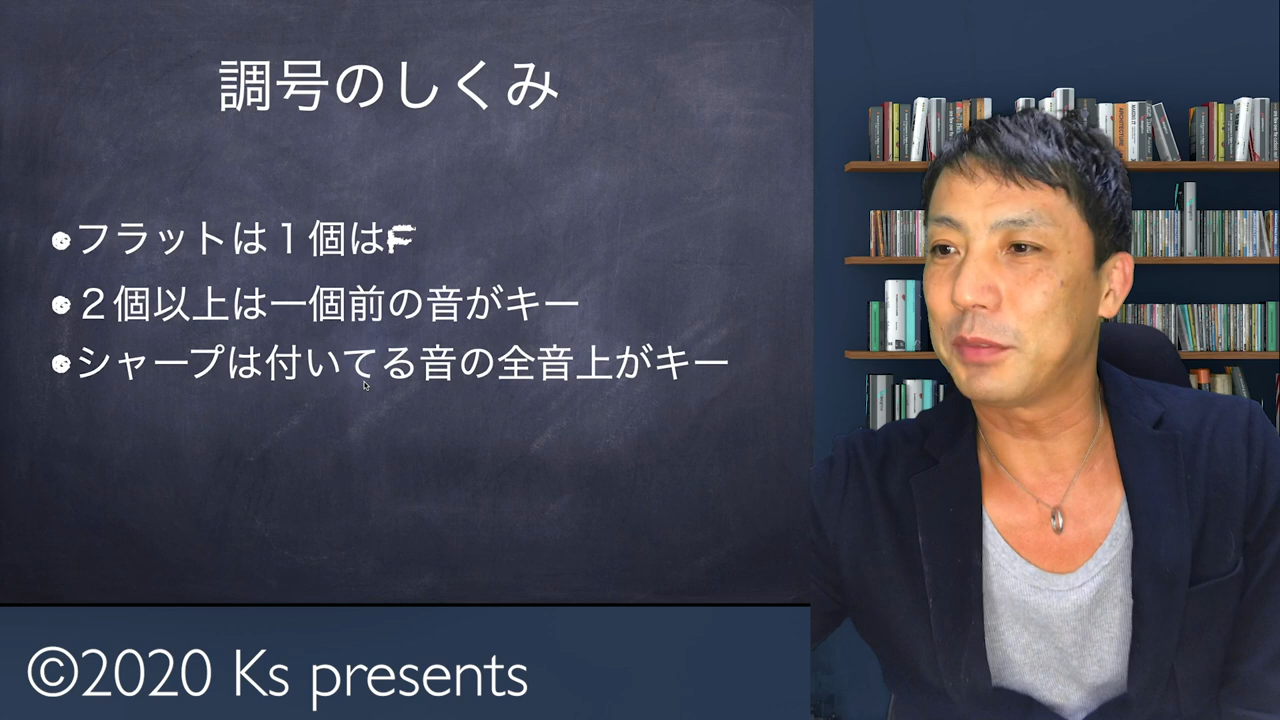 調号のしくみ
フラットは１個はF
２個以上は一個前の音がキー
シャープは付いてる音の全音上がキー
©2020 Ks presents